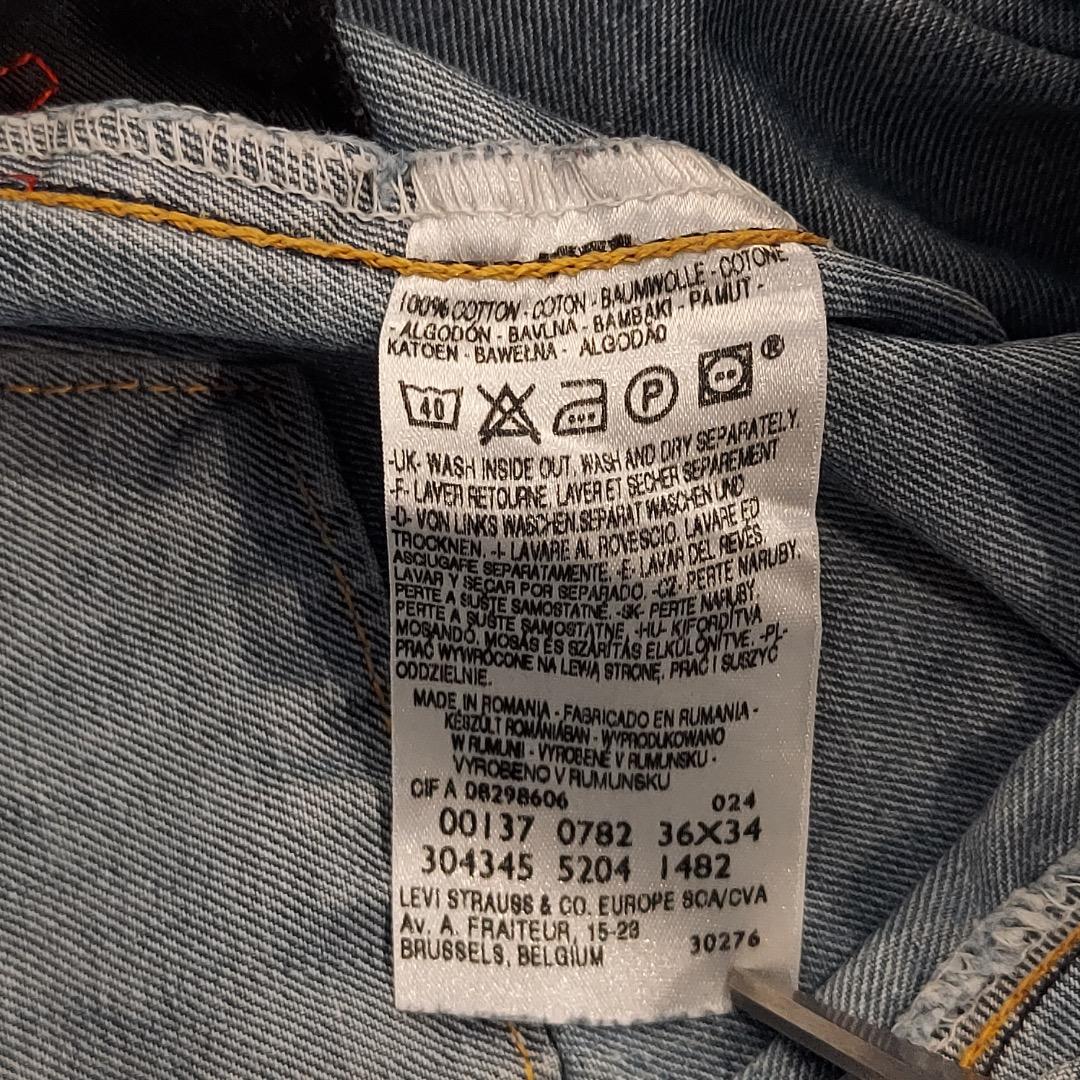 100% COTTON - COTON - BAUMWOLLE - COTONE
- ALGODÓN - BAVLNA - BAMBAKI - PAMUT -
KATOEN - BAWEŁNA - ALGODAO
40 P ®
-UK- WASH INSIDE OUT. WASH AND DRY SEPARATELY.
-F- LAVER RETOURNE, LAVER ET SECHER SEPAREMENT
-D- VON LINKS WASCHEN.SEPARAT WASCHEN UND
TROCKNEN. -I- LAVARE AL ROVESCIO. LAVARE ED
ASCIUGARE SEPARATAMENTE. -E- LAVAR DEL REVÉS.
LAVAR Y SECAR POR SEPARADO. -CZ- PERTE NARUBY.
PERTE A SUŠTE SAMOSTATNĚ. -SK- PERTE NARUBY.
PERTE A SUŠTE SAMOSTATNE. -HU- KIFORDÍTVA
MOSANDÓ. MOSÁS ÉS SZÁRÍTÁS ELKÜLÖNÍTVE. -PL-
PRAĆ WYWRÓCONE NA LEWĄ STRONĘ. PRAĆ I SUSZYĆ
ODDZIELNIE.
MADE IN ROMANIA - FABRICADO EN RUMANIA -
KÉSZÜLT ROMÁNIÁBAN - WYPRODUKOWANO
W RUMUNI - VYROBENÉ V RUMUNSKU -
VYROBENO V RUMUNSKU
CIF A 08298606 024
00137 0782 36X34
304345 5204 1482
LEVI STRAUSS & CO. EUROPE SCA/CVA
Av. A. FRAITEUR, 15-23
BRUSSELS, BELGIUM 30276